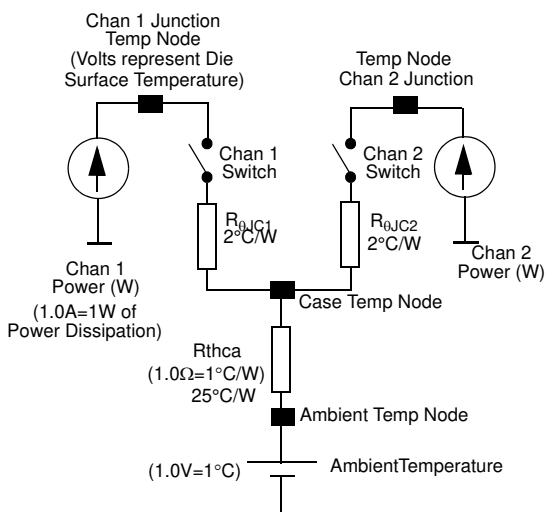 Chan 1 Junction
Temp Node
(Volts represent Die
Surface Temperature)
Temp Node
Chan 2 Junction
Chan 1
Switch
Chan 2
Switch
RθJC1
2°C/W
RθJC2
2°C/W
Chan 1
Power (W)
(1.0A=1W of
Power Dissipation)
Chan 2
Power (W)
Case Temp Node
Rthca
(1.0Ω=1°C/W)
25°C/W
Ambient Temp Node
(1.0V=1°C)
AmbientTemperature